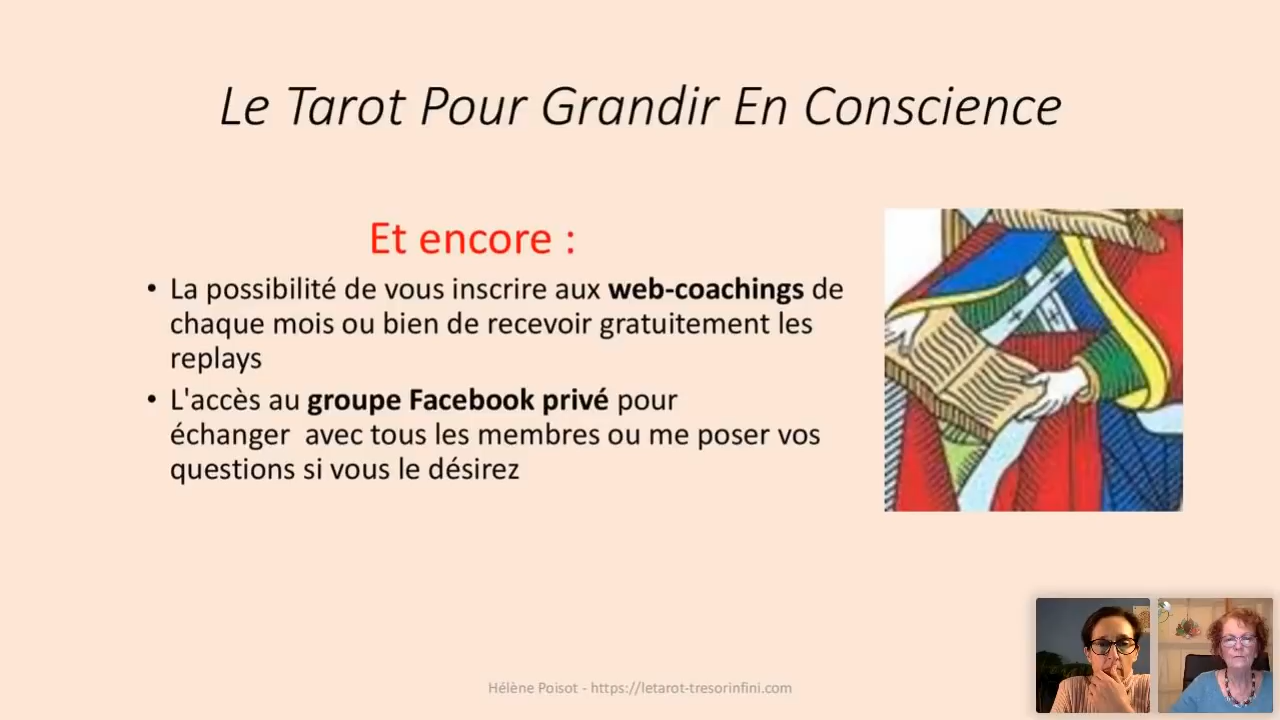 Le Tarot Pour Grandir En Conscience
Et encore :
• La possibilité de vous inscrire aux web-coachings de
chaque mois ou bien de recevoir gratuitement les
replays
• L'accès au groupe Facebook privé pour
échanger  avec tous les membres ou me poser vos
questions si vous le désirez
Hélène Poisot - https://letarot-tresorinfini.com